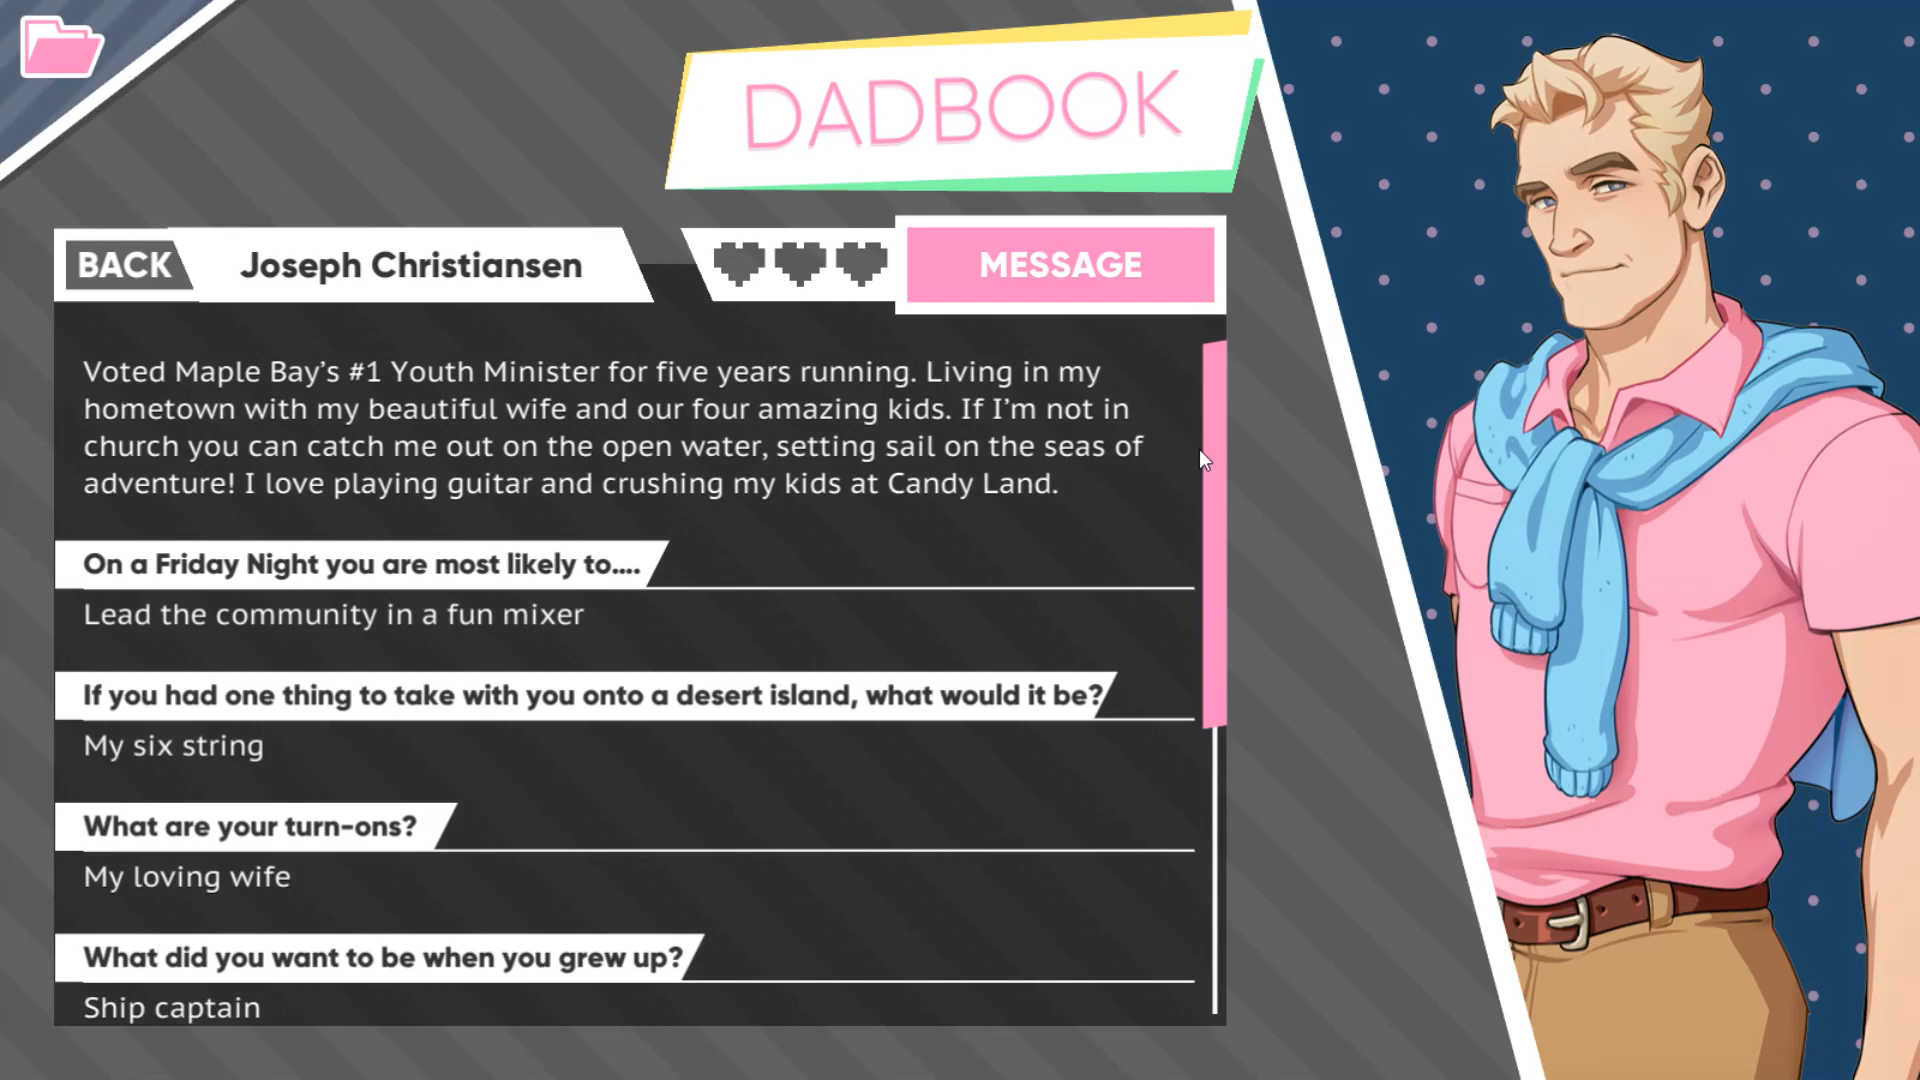 DADBOOK
BACK
Joseph Christiansen
MESSAGE
Voted Maple Bay’s #1 Youth Minister for five years running. Living in my
hometown with my beautiful wife and our four amazing kids. If I’m not in
church you can catch me out on the open water, setting sail on the seas of
adventure! I love playing guitar and crushing my kids at Candy Land.
On a Friday Night you are most likely to....
Lead the community in a fun mixer
If you had one thing to take with you onto a desert island, what would it be?
My six string
What are your turn-ons?
My loving wife
What did you want to be when you grew up?
Ship captain